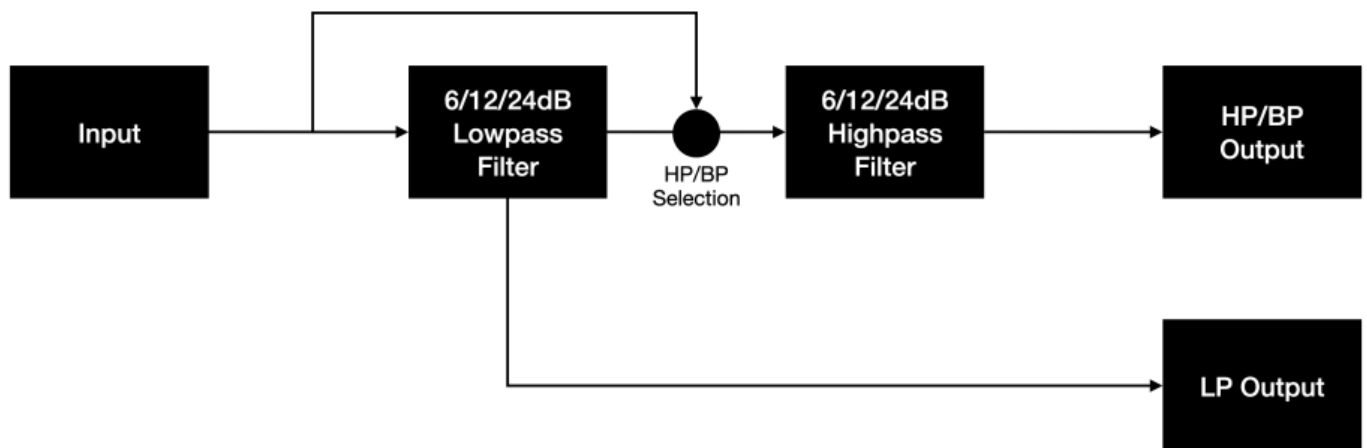 Input
6/12/24dB
Lowpass
Filter
HP/BP
Selection
6/12/24dB
Highpass
Filter
HP/BP
Output
LP Output